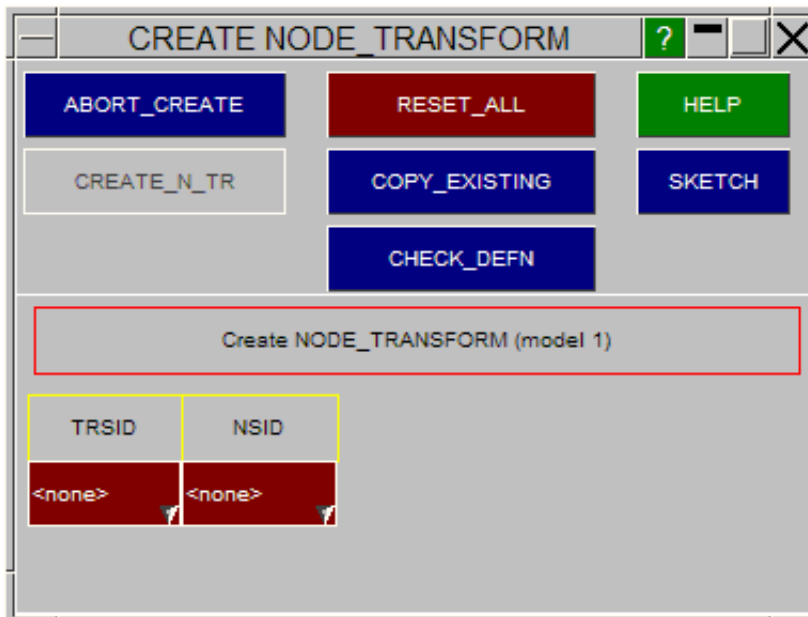 CREATE NODE_TRANSFORM ?
ABORT_CREATE RESET_ALL HELP
CREATE_N_TR COPY_EXISTING SKETCH
CHECK_DEFN
Create NODE_TRANSFORM (model 1)
TRSID NSID
<none> <none>